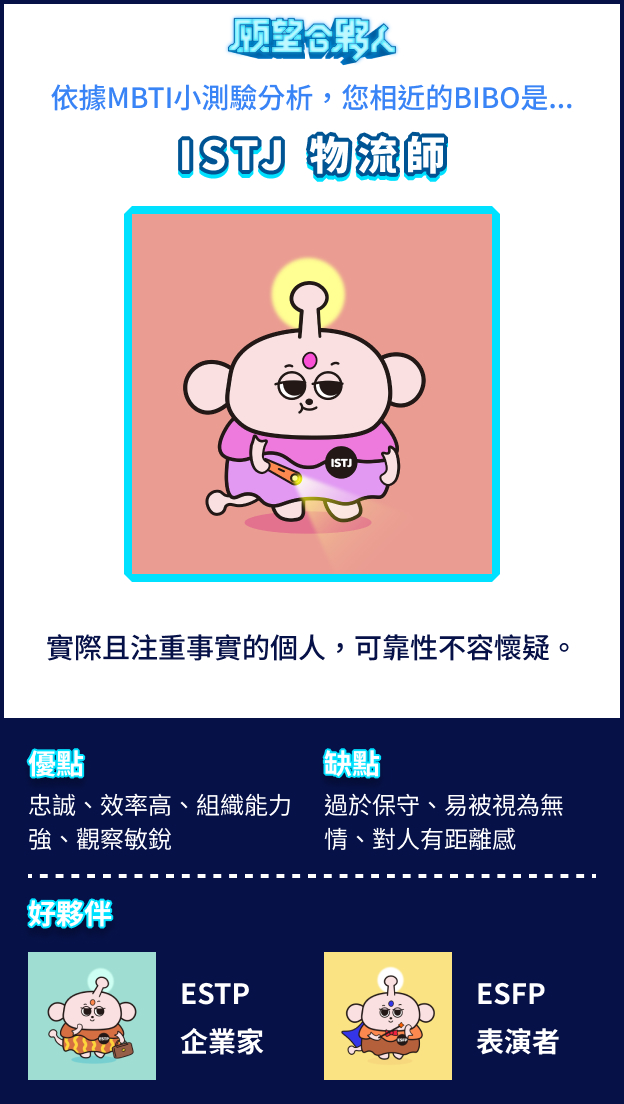 願望合夥人
依據MBTI小測驗分析，您相近的BIBO是...
ISTJ 物流師
ISTJ
實際且注重事實的個人，可靠性不容懷疑。
優點
忠誠、效率高、組織能力
強、觀察敏銳
缺點
過於保守、易被視為無
情、對人有距離感
好夥伴
ESTP
ESTP
企業家
ESFP
ESFP
表演者